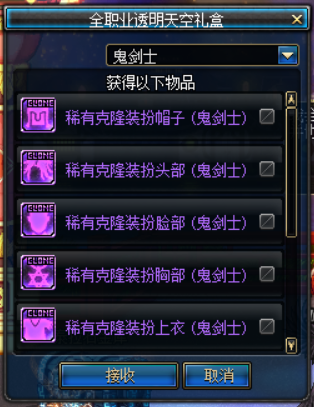 全职业透明天空礼盒
鬼剑士
获得以下物品
CLONE
稀有克隆装扮帽子 (鬼剑士)
CLONE
稀有克隆装扮头部 (鬼剑士)
CLONE
稀有克隆装扮脸部 (鬼剑士)
CLONE
稀有克隆装扮胸部 (鬼剑士)
CLONE
稀有克隆装扮上衣 (鬼剑士)
接收 取消